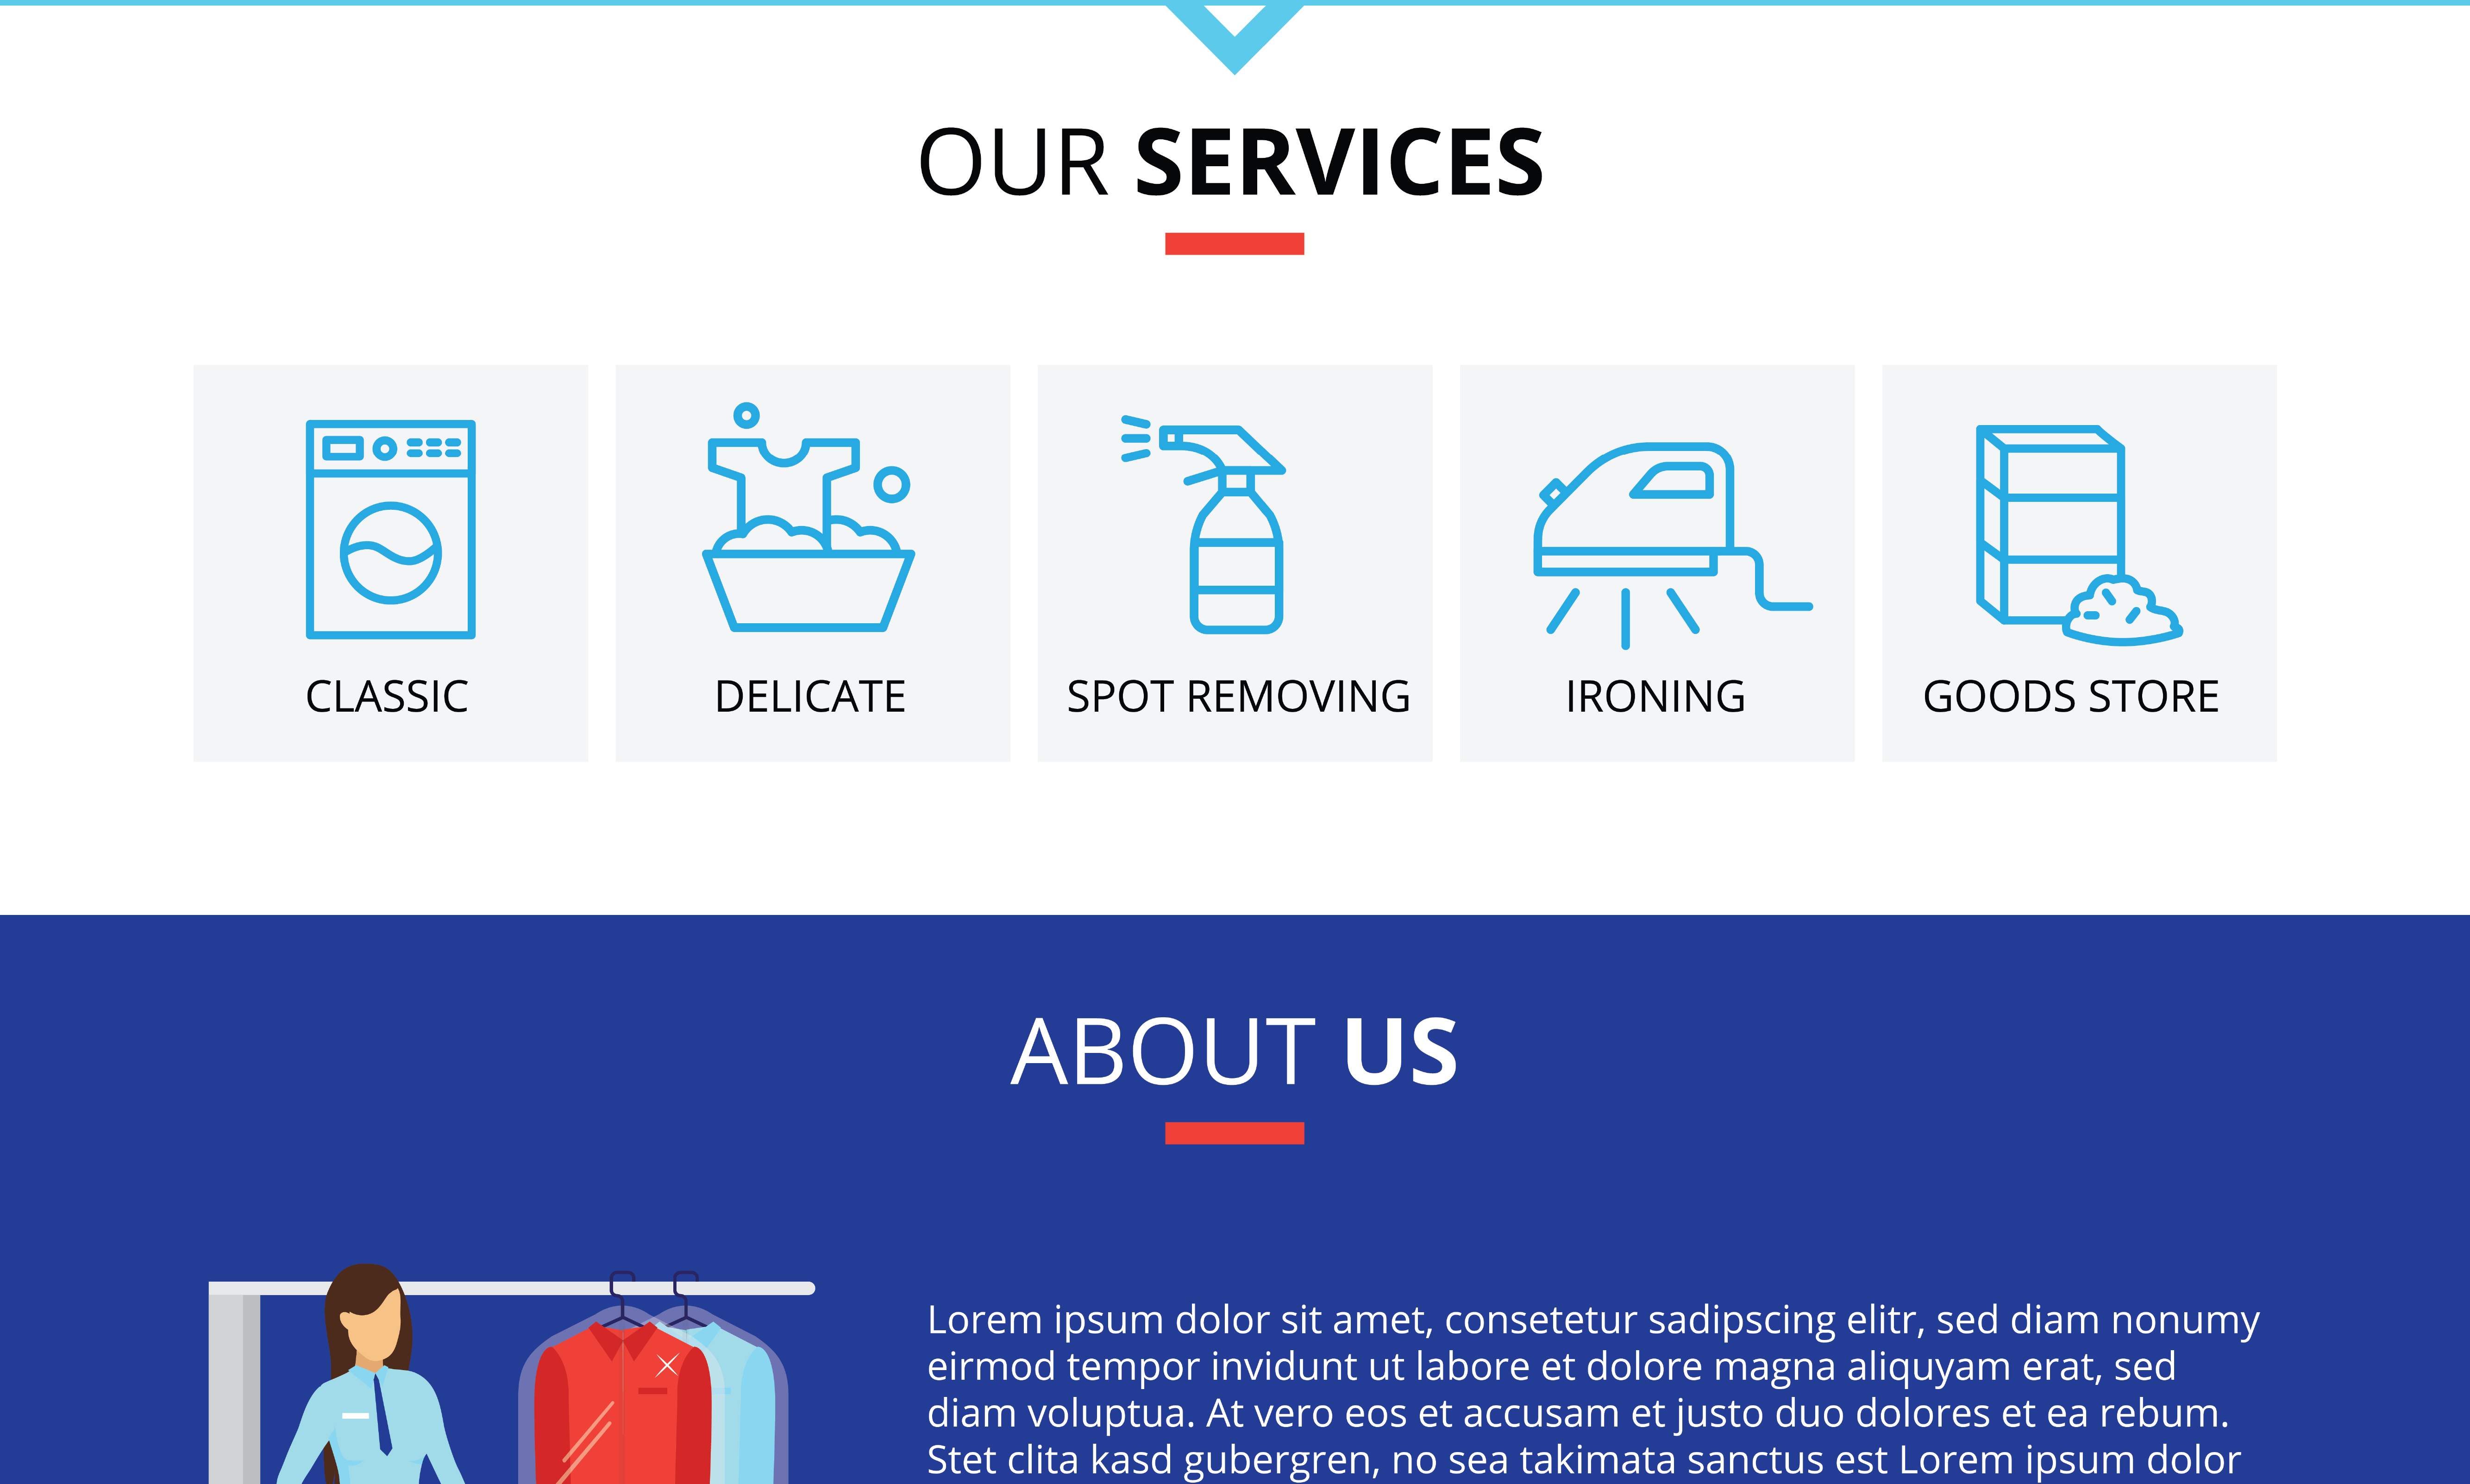 OUR SERVICES
CLASSIC
DELICATE
SPOT REMOVING
IRONING
GOODS STORE
ABOUT US
Lorem ipsum dolor sit amet, consetetur sadipscing elitr, sed diam nonumy
eirmod tempor invidunt ut labore et dolore magna aliquyam erat, sed
diam voluptua. At vero eos et accusam et justo duo dolores et ea rebum.
Stet clita kasd gubergren, no sea takimata sanctus est Lorem ipsum dolor